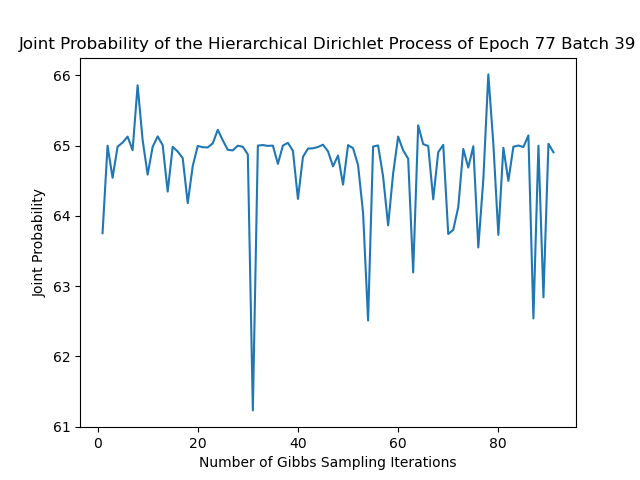 Joint Probability of the Hierarchical Dirichlet Process of Epoch 77 Batch 39
66
65
64
63
62
61
Joint Probability
0 20 40 60 80
Number of Gibbs Sampling Iterations